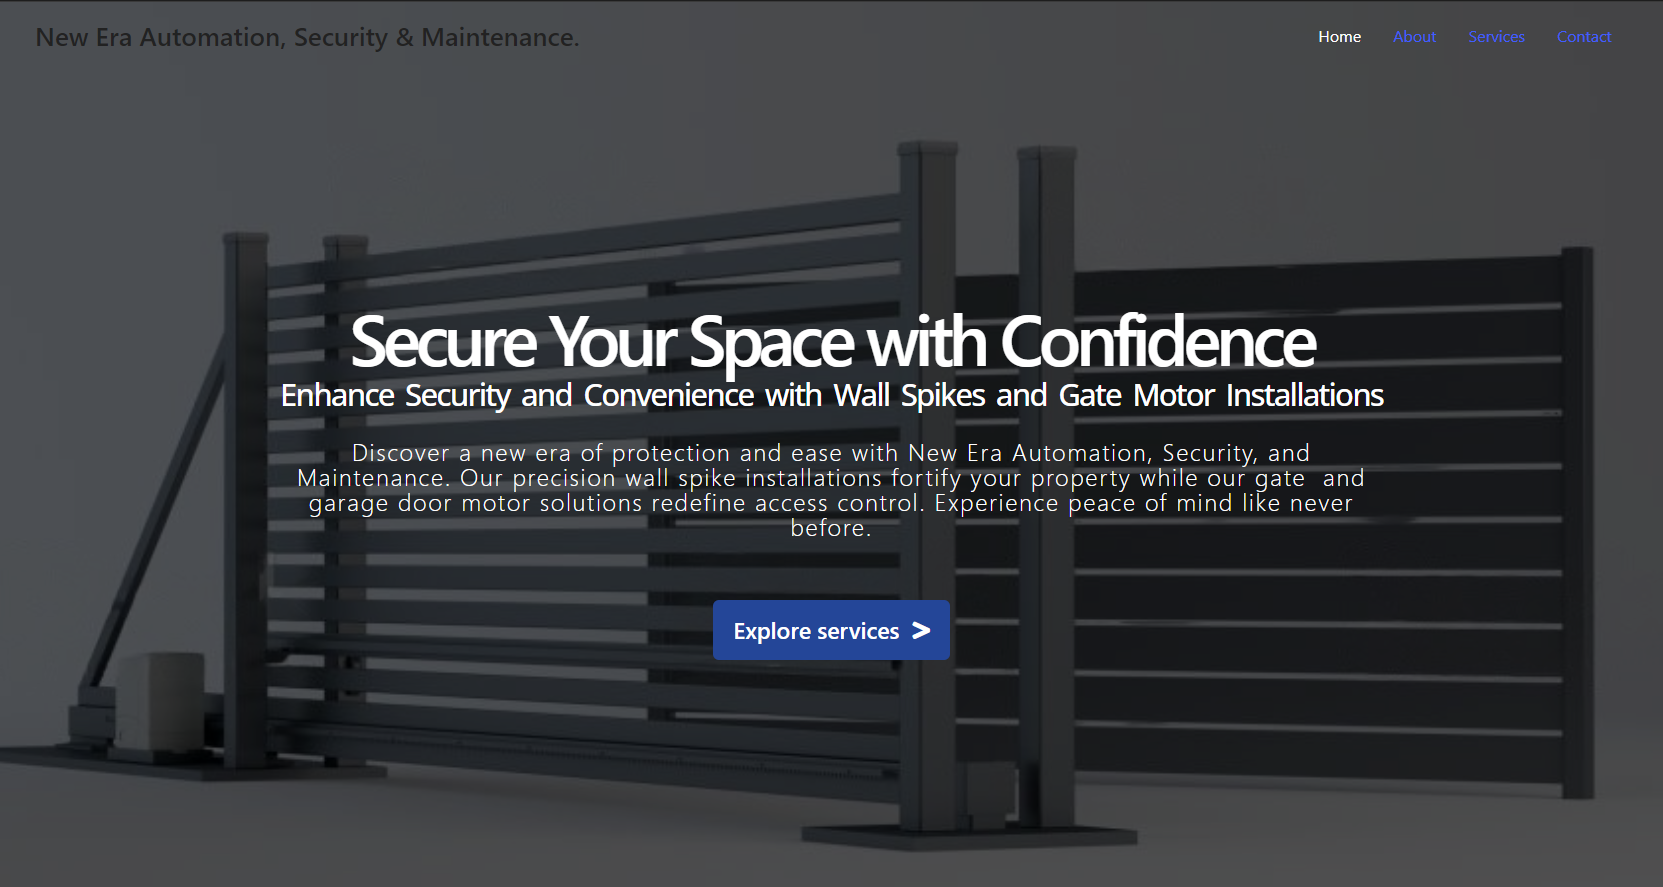 New Era Automation, Security & Maintenance.
Home About Services Contact
Secure Your Space with Confidence
Enhance Security and Convenience with Wall Spikes and Gate Motor Installations
Discover a new era of protection and ease with New Era Automation, Security, and
Maintenance. Our precision wall spike installations fortify your property while our gate and
garage door motor solutions redefine access control. Experience peace of mind like never
before.
Explore services >